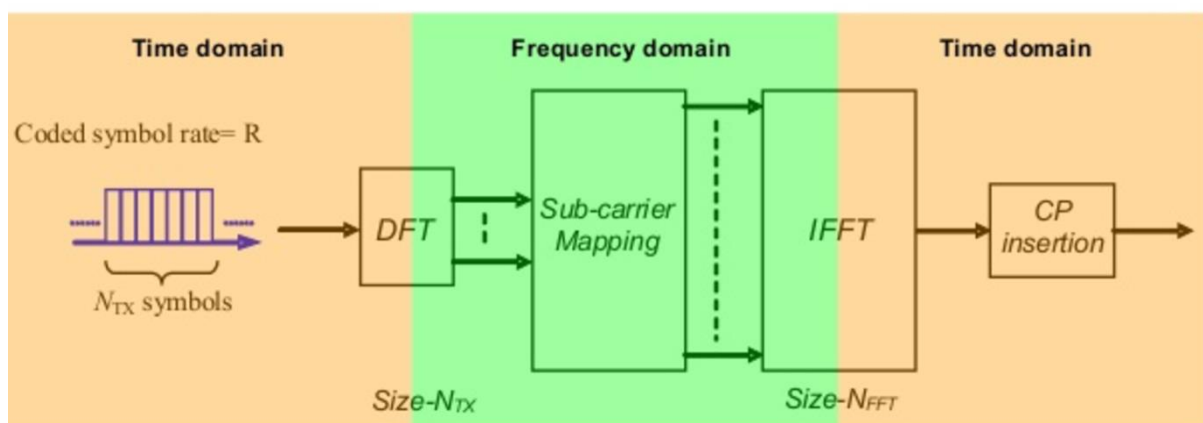 Time domain
Frequency domain
Time domain
Coded symbol rate= R
DFT
Sub-carrier
Mapping
IFFT
CP
insertion
NTX symbols
Size-NTX
Size-NFFT